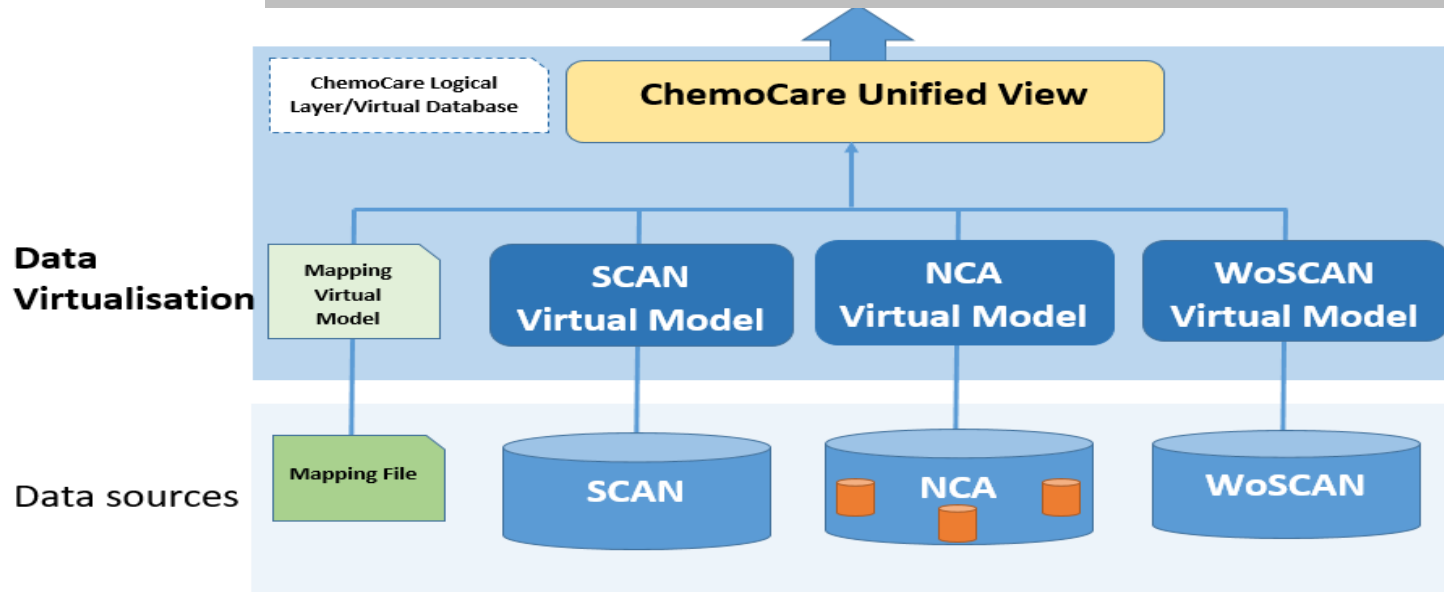 ChemoCare Logical
Layer/Virtual Database
ChemoCare Unified View
Data
Virtualisation
Mapping
Virtual
Model
SCAN
Virtual Model
NCA
Virtual Model
WoSCAN
Virtual Model
Data sources
Mapping File
SCAN
NCA
WoSCAN